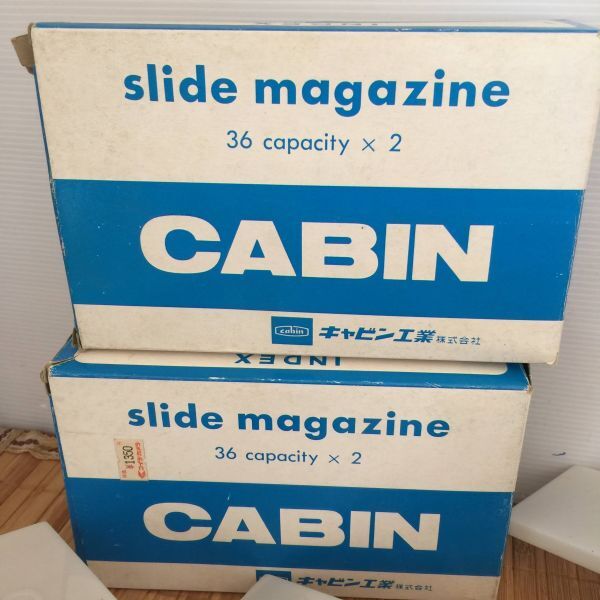 slide magazine
36 capacity × 2
CABIN
cabin キャビン工業株式会社
INDEX
slide magazine
36 capacity × 2
¥1350
CABIN
キャビン工業株式会社